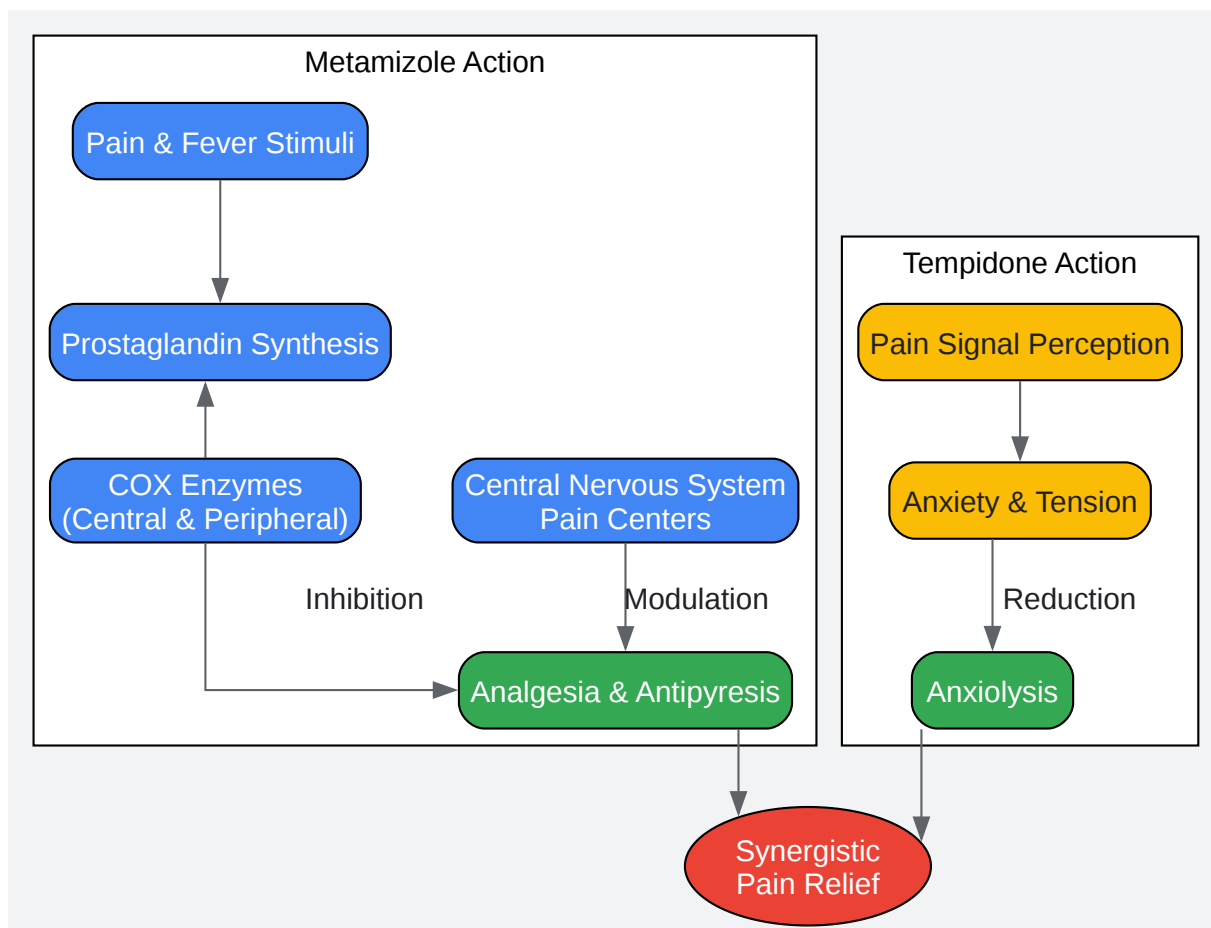 Metamizole Action
Pain & Fever Stimuli
Prostaglandin Synthesis
COX Enzymes
(Central & Peripheral)
Central Nervous System
Pain Centers
Inhibition
Modulation
Analgesia & Antipyresis
Tempidone Action
Pain Signal Perception
Anxiety & Tension
Reduction
Anxiolysis
Synergistic
Pain Relief